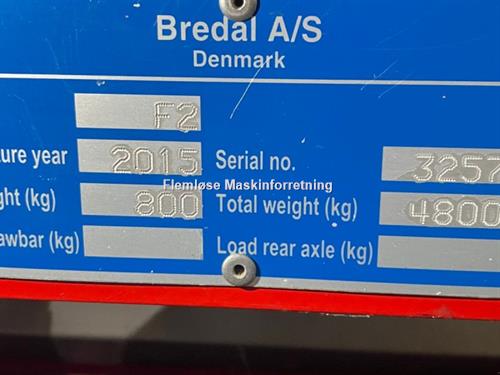 Bredal A/S
Denmark
F2
ture year 2015 Serial no. 3257
Flemløse Maskinforretning
ght (kg) 800 Total weight (kg) 4800
awbar (kg) Load rear axle (kg)